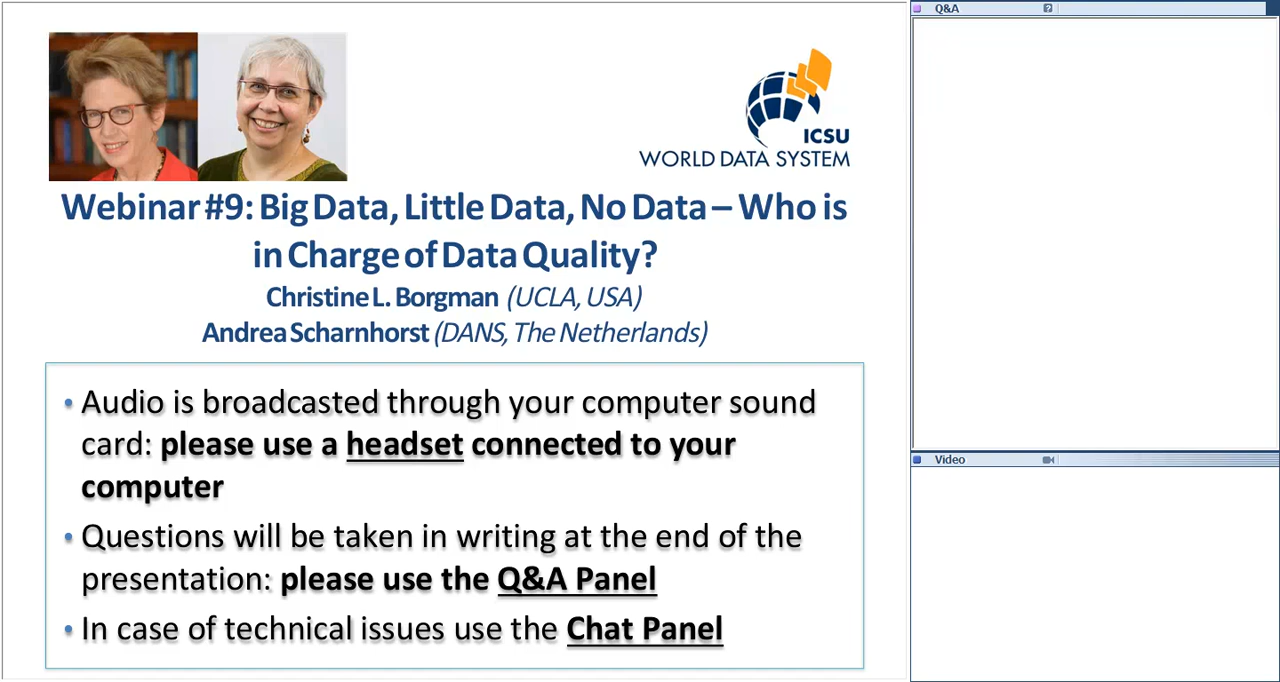 Q&A
ICSU
WORLD DATA SYSTEM
Webinar #9: Big Data, Little Data, No Data – Who is
in Charge of Data Quality?
Christine L. Borgman (UCLA, USA)
Andrea Scharnhorst (DANS, The Netherlands)
• Audio is broadcasted through your computer sound
card: please use a headset connected to your
computer
• Questions will be taken in writing at the end of the
presentation: please use the Q&A Panel
• In case of technical issues use the Chat Panel
Video